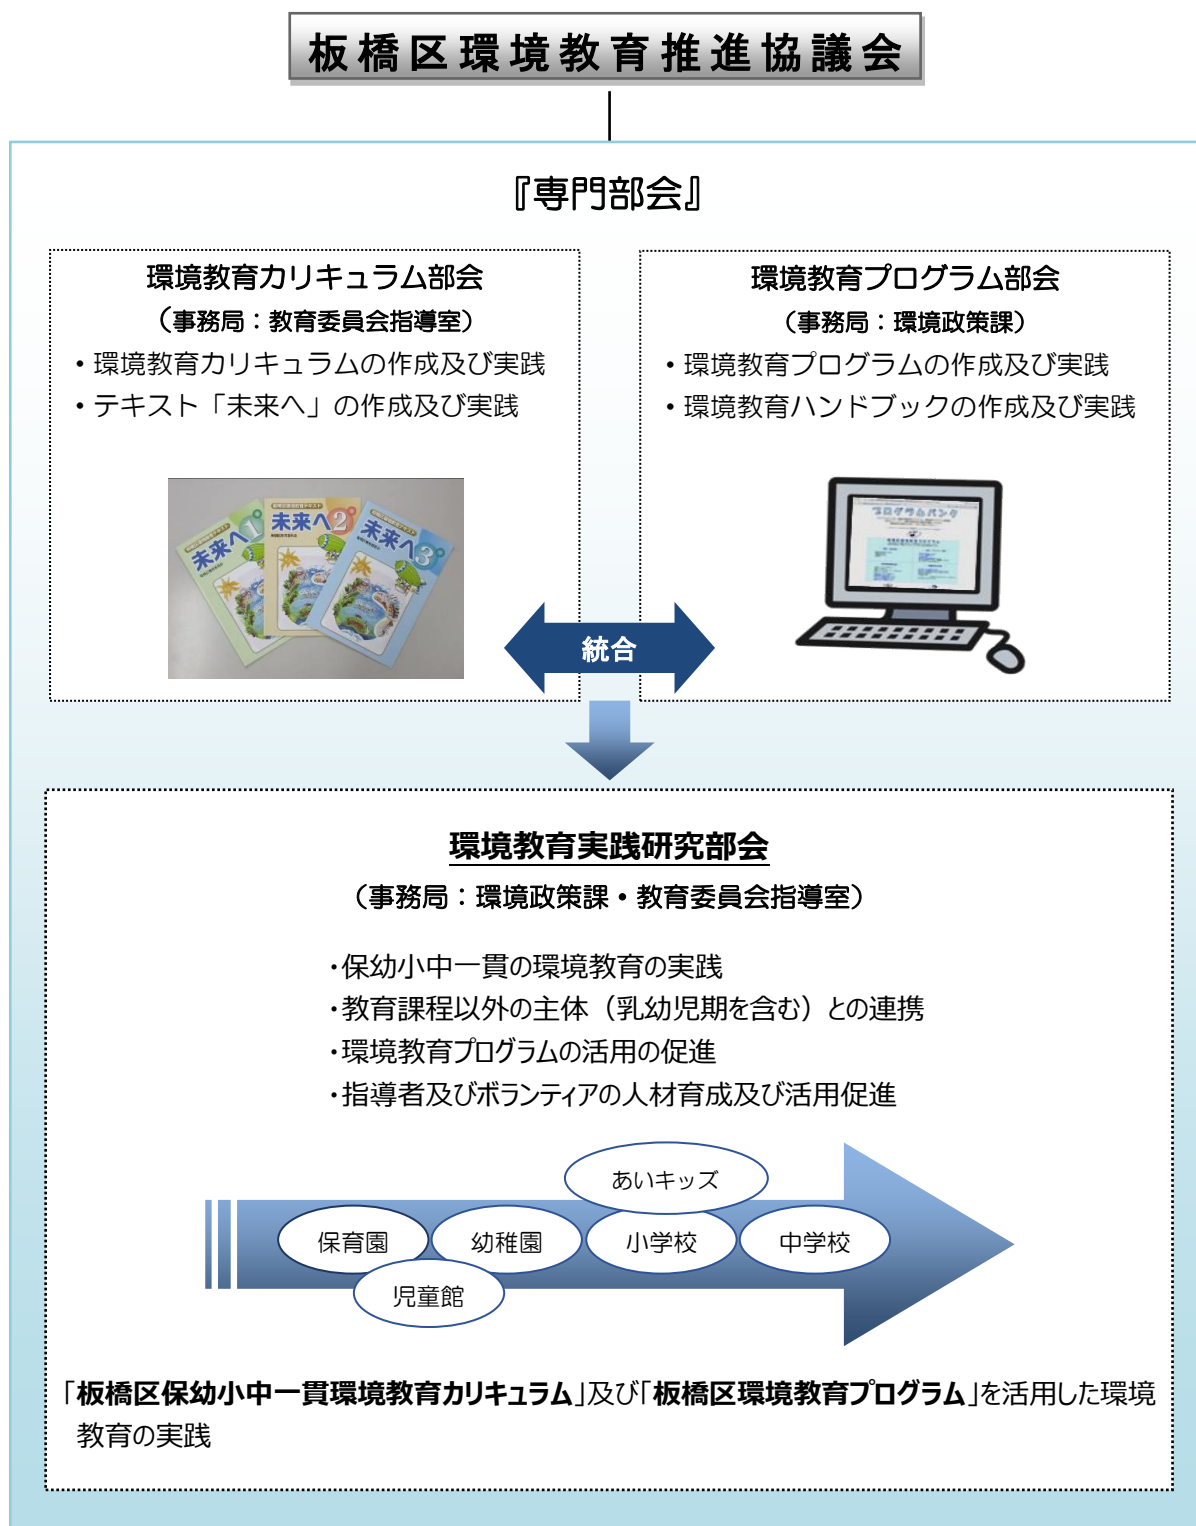 板橋区環境教育推進協議会
『専門部会』
環境教育カリキュラム部会
（事務局：教育委員会指導室）
・環境教育カリキュラムの作成及び実践
・テキスト「未来へ」の作成及び実践
環境教育プログラム部会
（事務局：環境政策課）
・環境教育プログラムの作成及び実践
・環境教育ハンドブックの作成及び実践
未来へ1
未来へ2
未来へ3
プログラムバンク
統合
環境教育実践研究部会
（事務局：環境政策課・教育委員会指導室）
・保幼小中一貫の環境教育の実践
・教育課程以外の主体（乳幼児期を含む）との連携
・環境教育プログラムの活用の促進
・指導者及びボランティアの人材育成及び活用促進
あいキッズ
保育園
幼稚園
小学校
中学校
児童館
「板橋区保幼小中一貫環境教育カリキュラム」及び「板橋区環境教育プログラム」を活用した環境
教育の実践